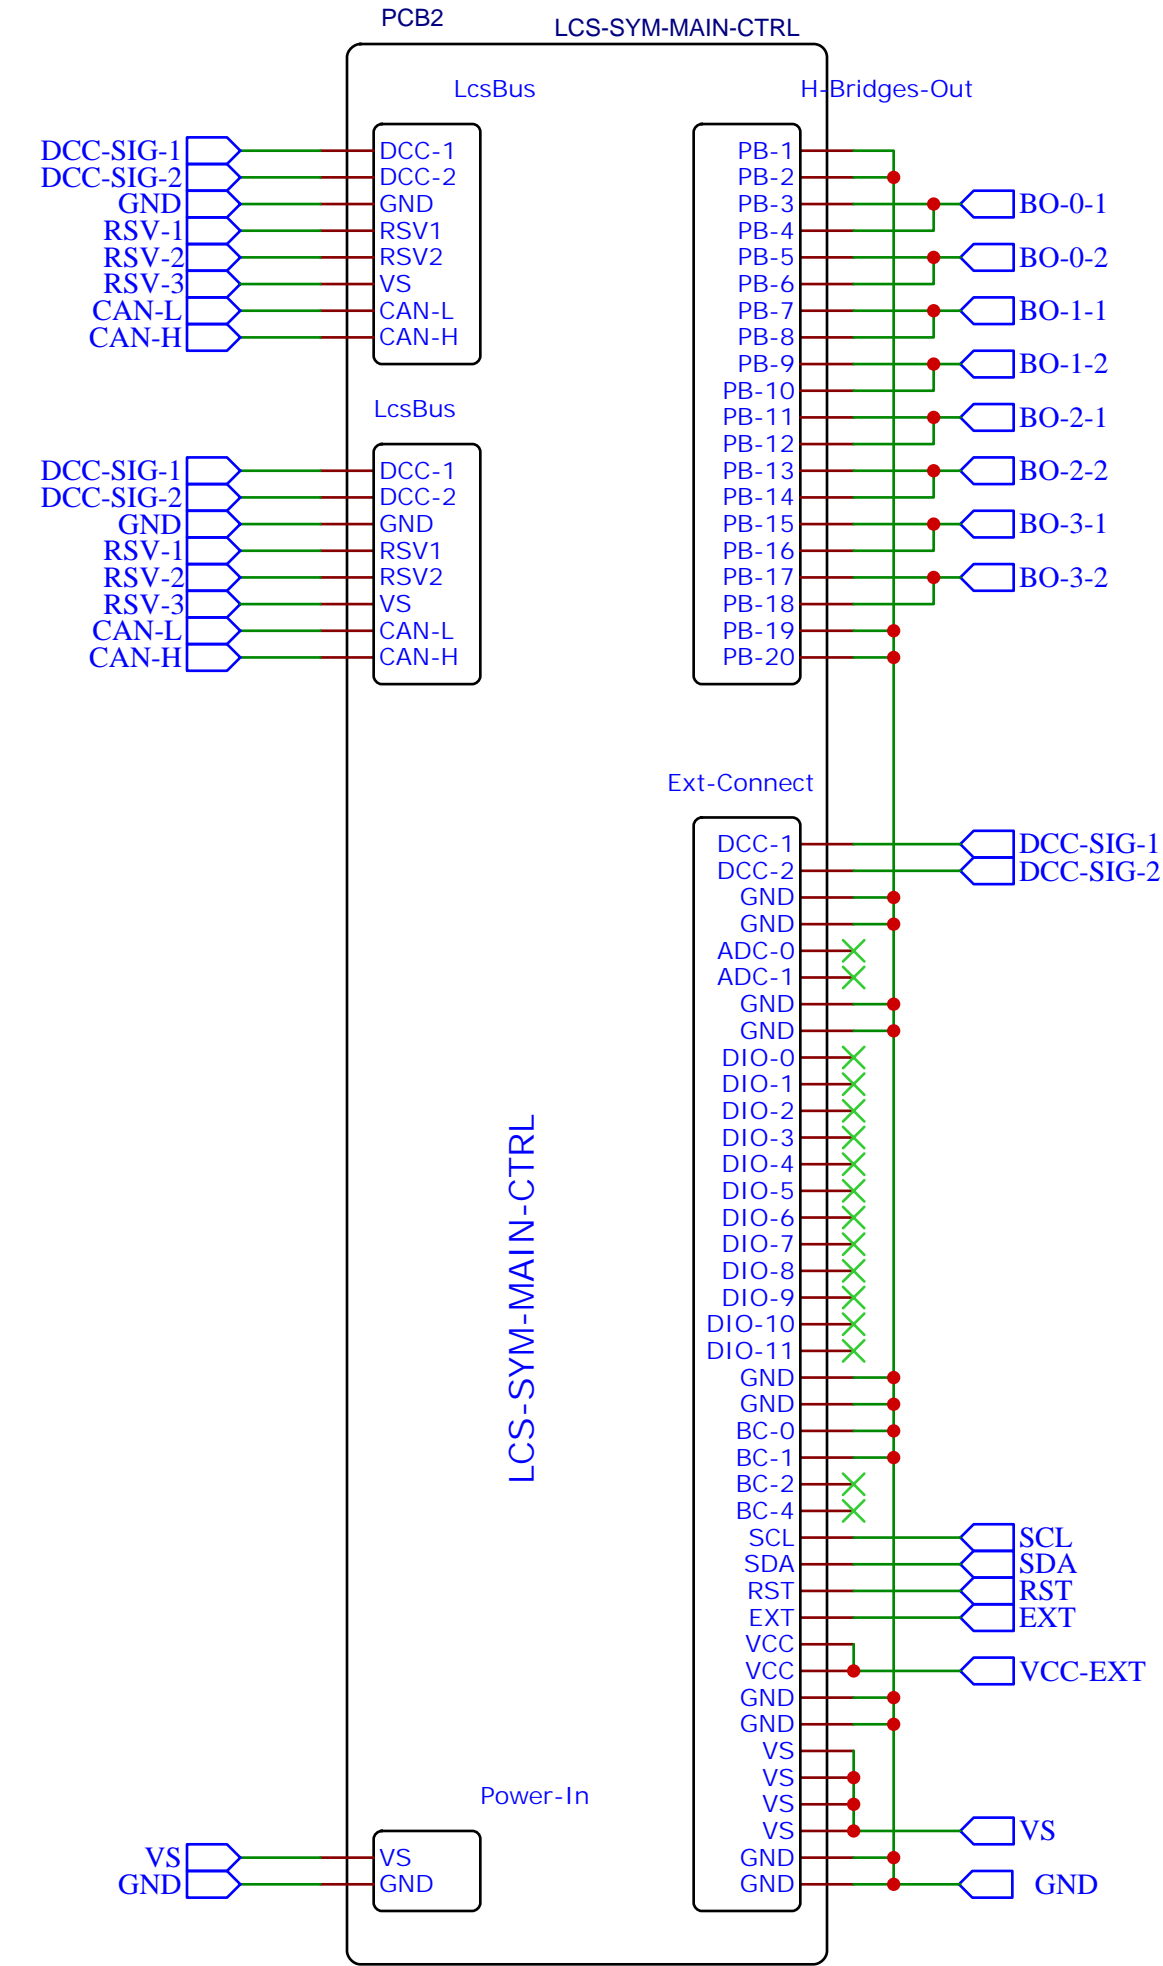 PCB2
LCS-SYM-MAIN-CTRL
LcsBus
DCC-SIG-1 DCC-1
DCC-SIG-2 DCC-2
GND GND
RSV-1 RSV1
RSV-2 RSV2
RSV-3 VS
CAN-L CAN-L
CAN-H CAN-H
LcsBus
DCC-SIG-1 DCC-1
DCC-SIG-2 DCC-2
GND GND
RSV-1 RSV1
RSV-2 RSV2
RSV-3 VS
CAN-L CAN-L
CAN-H CAN-H
LCS-SYM-MAIN-CTRL
Power-In
VS VS
GND GND
H-Bridges-Out
PB-1
PB-2
PB-3 BO-0-1
PB-4
PB-5 BO-0-2
PB-6
PB-7 BO-1-1
PB-8
PB-9 BO-1-2
PB-10
PB-11 BO-2-1
PB-12
PB-13 BO-2-2
PB-14
PB-15 BO-3-1
PB-16
PB-17 BO-3-2
PB-18
PB-19
PB-20
Ext-Connect
DCC-1 DCC-SIG-1
DCC-2 DCC-SIG-2
GND
GND
ADC-0
ADC-1
GND
GND
DIO-0
DIO-1
DIO-2
DIO-3
DIO-4
DIO-5
DIO-6
DIO-7
DIO-8
DIO-9
DIO-10
DIO-11
GND
GND
BC-0
BC-1
BC-2
BC-4
SCL SCL
SDA SDA
RST RST
EXT EXT
VCC
VCC VCC-EXT
GND
GND
VS
VS
VS
VS VS
GND
GND GND